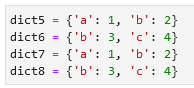 dict5 = {'a': 1, 'b': 2}
dict6 = {'b': 3, 'c': 4}
dict7 = {'a': 1, 'b': 2}
dict8 = {'b': 3, 'c': 4}